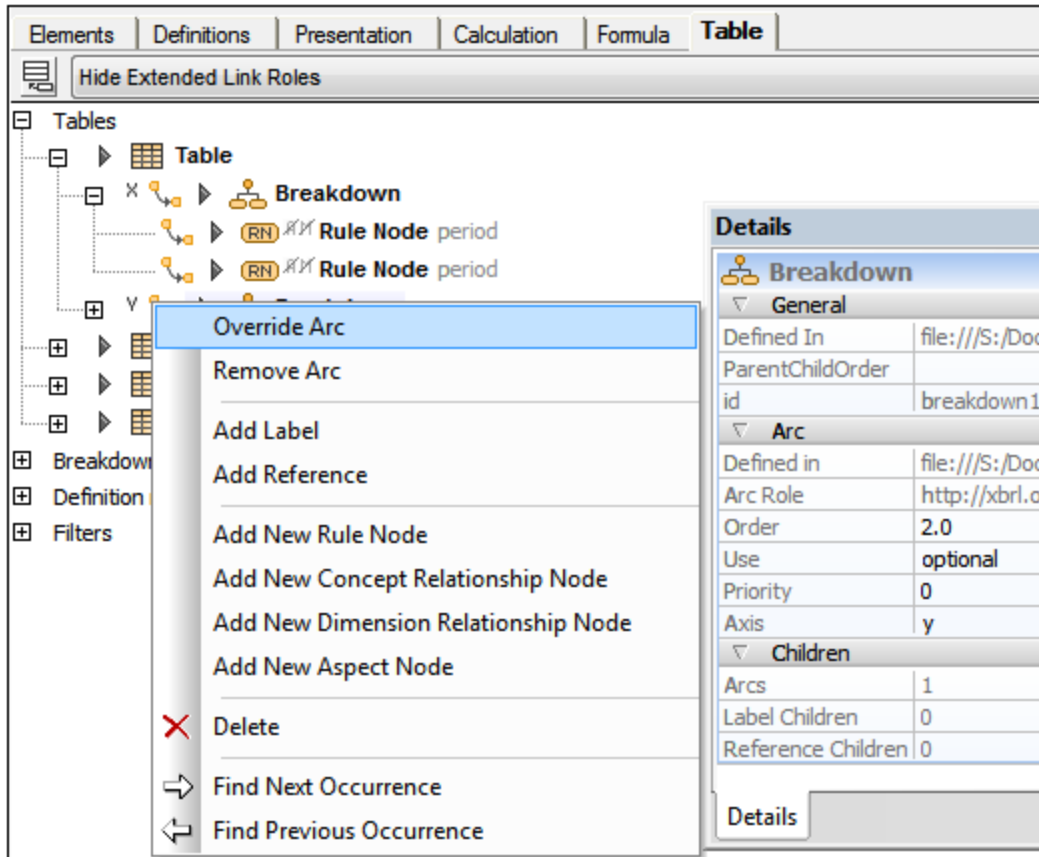 Elements Definitions Presentation Calculation Formula Table
Hide Extended Link Roles
Tables
Table
X Breakdown
RN Rule Node period
RN Rule Node period
Y
Breakdow
Definition
Filters
Override Arc
Remove Arc
Add Label
Add Reference
Add New Rule Node
Add New Concept Relationship Node
Add New Dimension Relationship Node
Add New Aspect Node
Delete
Find Next Occurrence
Find Previous Occurrence
Details
Breakdown
General
Defined In file:///S:/Doc
ParentChildOrder
id breakdown1
Arc
Defined in file:///S:/Doc
Arc Role http://xbrl.o
Order 2.0
Use optional
Priority 0
Axis y
Children
Arcs 1
Label Children 0
Reference Children 0
Details